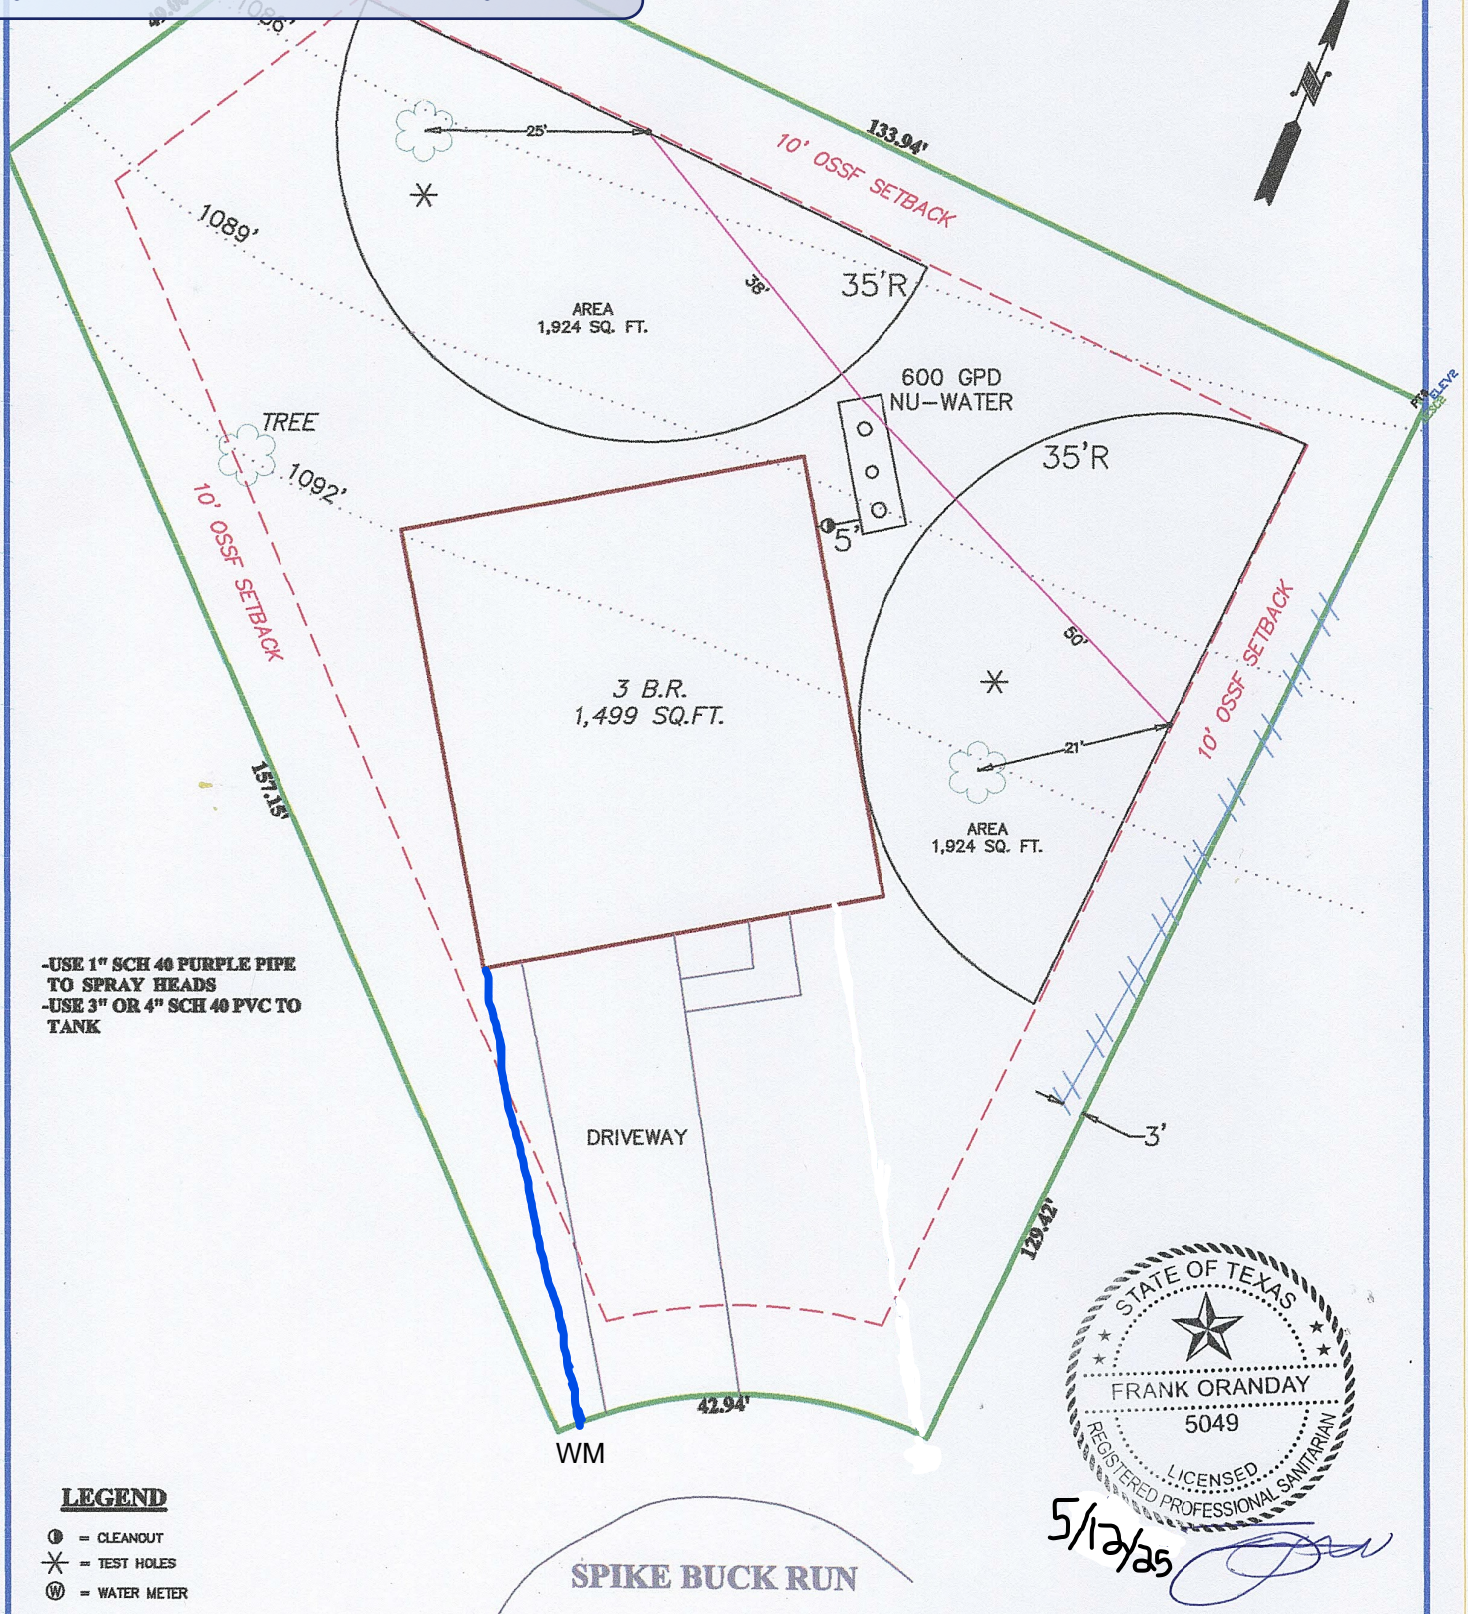 1086'
133.94'
10' OSSF SETBACK
N
25'
1089'
38'
35'R
AREA
1,924 SQ. FT.
600 GPD
NU-WATER
ELEV2
TREE
1092'
35'R
5'
10' OSSF SETBACK
10' OSSF SETBACK
3 B.R.
1,499 SQ.FT.
50'
21'
AREA
1,924 SQ. FT.
157.15'
-USE 1" SCH 40 PURPLE PIPE
TO SPRAY HEADS
-USE 3" OR 4" SCH 40 PVC TO
TANK
DRIVEWAY
3'
129.42'
42.94'
WM
STATE OF TEXAS
FRANK ORANDAY
5049
LICENSED
REGISTERED PROFESSIONAL SANITARIAN
5/12/25
LEGEND
= CLEANOUT
= TEST HOLES
W = WATER METER
SPIKE BUCK RUN